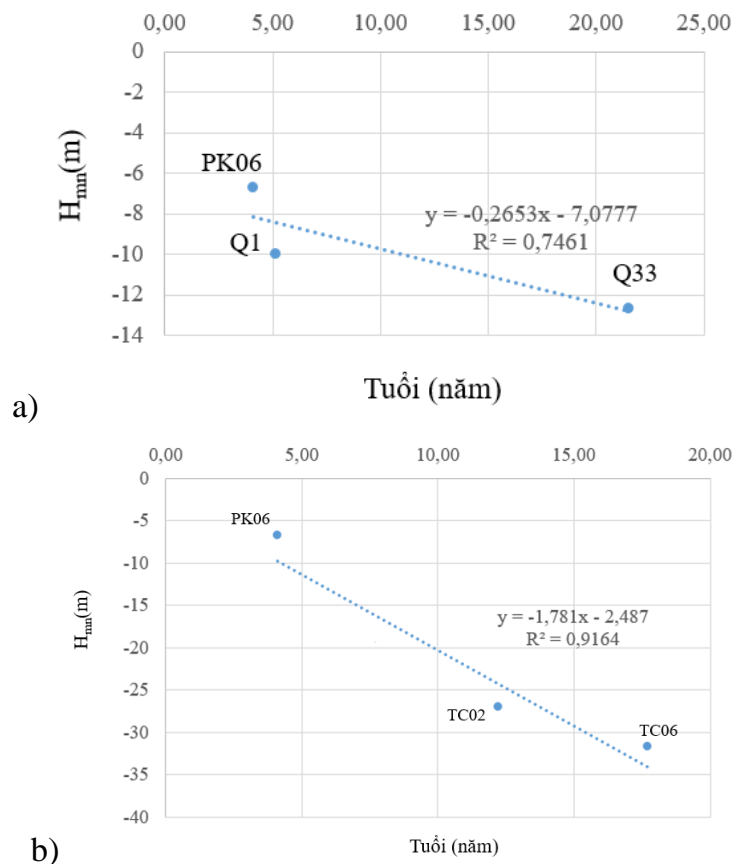 0,00 5,00 10,00 15,00 20,00 25,00
0
-2
-4
-6
-8
-10
-12
-14
H_mn(m)
PK06
Q1
Q33
y = -0,2653x - 7,0777
R² = 0,7461
Tuổi (năm)
a)
0,00 5,00 10,00 15,00 20,00
0
-5
-10
-15
-20
-25
-30
-35
-40
H_mn(m)
PK06
TC02
TC06
y = -1,781x - 2,487
R² = 0,9164
Tuổi (năm)
b)